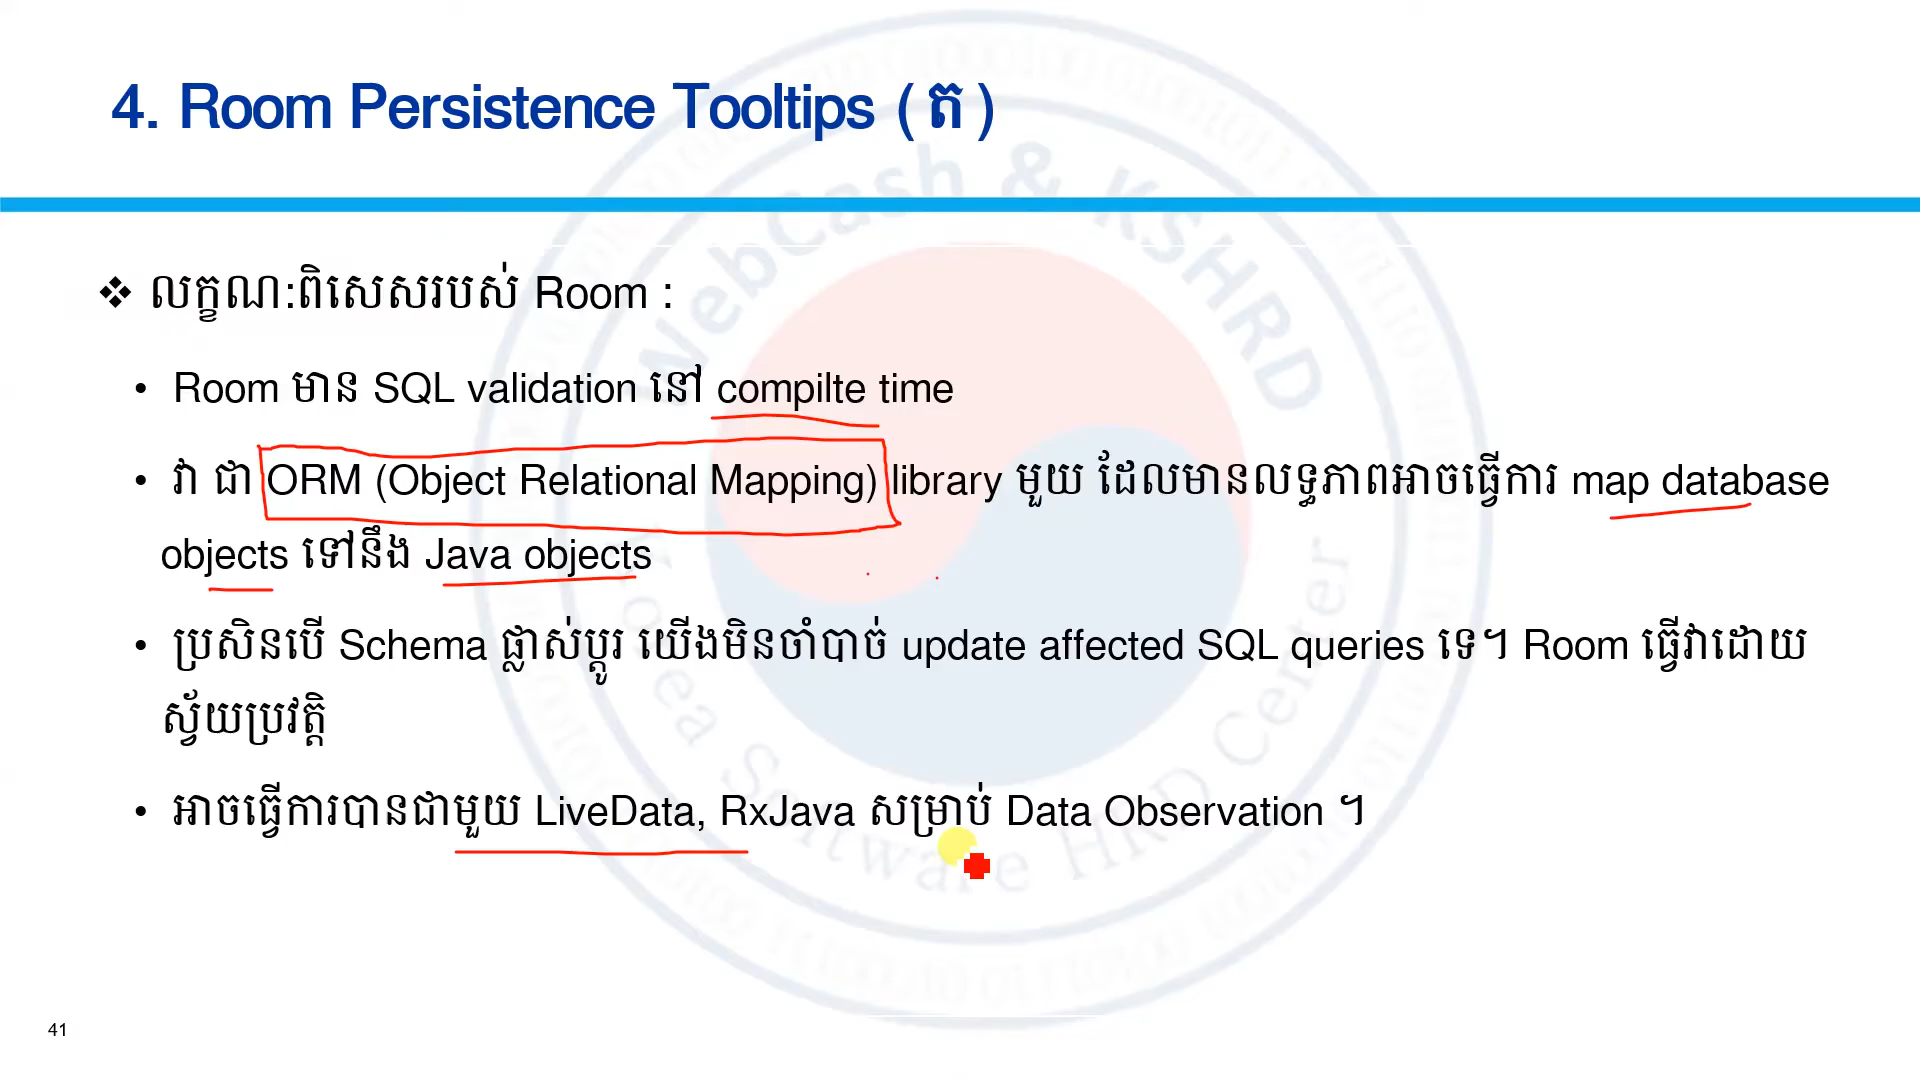 4. Room Persistence Tooltips (ត)
❖ លក្ខណ:ពិសេសរបស់ Room :
• Room មាន SQL validation នៅ compilte time
• វា ជា ORM (Object Relational Mapping) library មួយ ដែលមានលទ្ធភាពអាចធ្វើការ map database
objects ទៅនឹង Java objects
• ប្រសិនបើ Schema ផ្លាស់ប្តូរ យើងមិនចាំបាច់ update affected SQL queries ទេ។ Room ធ្វើវាដោយ
ស្វ័យប្រវត្តិ
• អាចធ្វើការបានជាមួយ LiveData, RxJava សម្រាប់ Data Observation ។
WebCash & KSHRD
Korea Software HRD Center
41